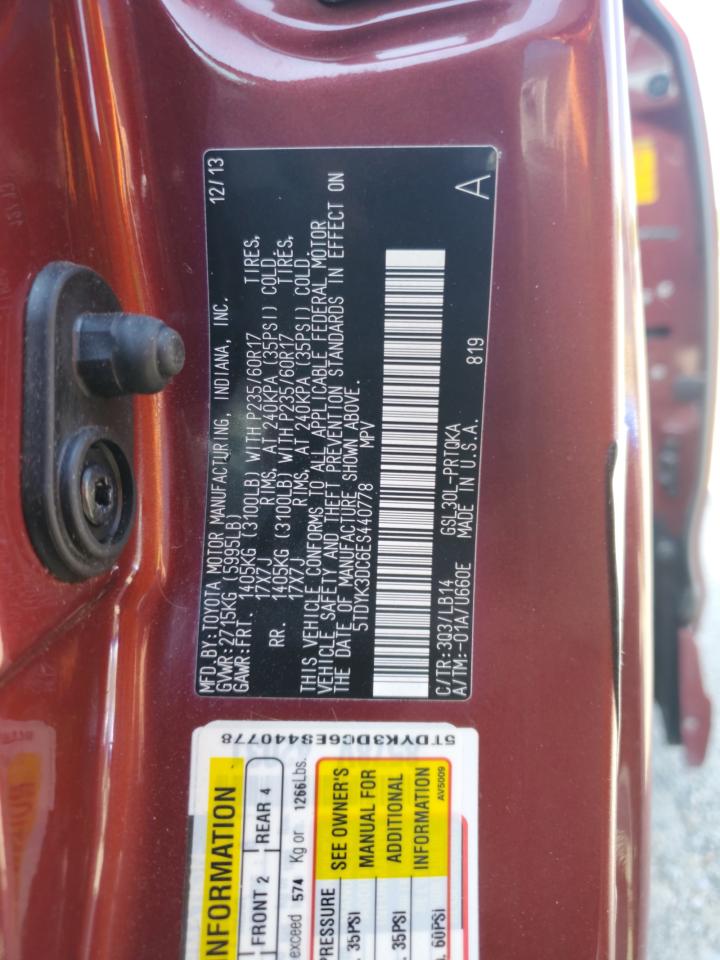 MFD.BY:TOYOTA MOTOR MANUFACTURING, INDIANA, INC. 12/13
GVWR:2715KG (5995LB)
GAWR:FRT. 1405KG (3100LB) WITH P235/60R17 TIRES,
17X7J RIMS, AT 240KPA (35PSI) COLD.
RR. 1405KG (3100LB) WITH P235/60R17 TIRES,
17X7J RIMS, AT 240KPA (35PSI) COLD.
THIS VEHICLE CONFORMS TO ALL APPLICABLE FEDERAL MOTOR
VEHICLE SAFETY AND THEFT PREVENTION STANDARDS IN EFFECT ON
THE DATE OF MANUFACTURE SHOWN ABOVE.
5TDYK3DC6ES440778 MPV
C/TR:3Q3/LB14 GSL30L-PRTQKA 819 A
A/TM:-01A/U660E MADE IN U.S.A.
INFORMATION
FRONT 2 REAR 4
exceed 574 Kg or 1266Lbs.
PRESSURE
35PSI
35PSI
60PSI
SEE OWNER'S
MANUAL FOR
ADDITIONAL
INFORMATION
AV5009
5TDYK3DC6ES440778